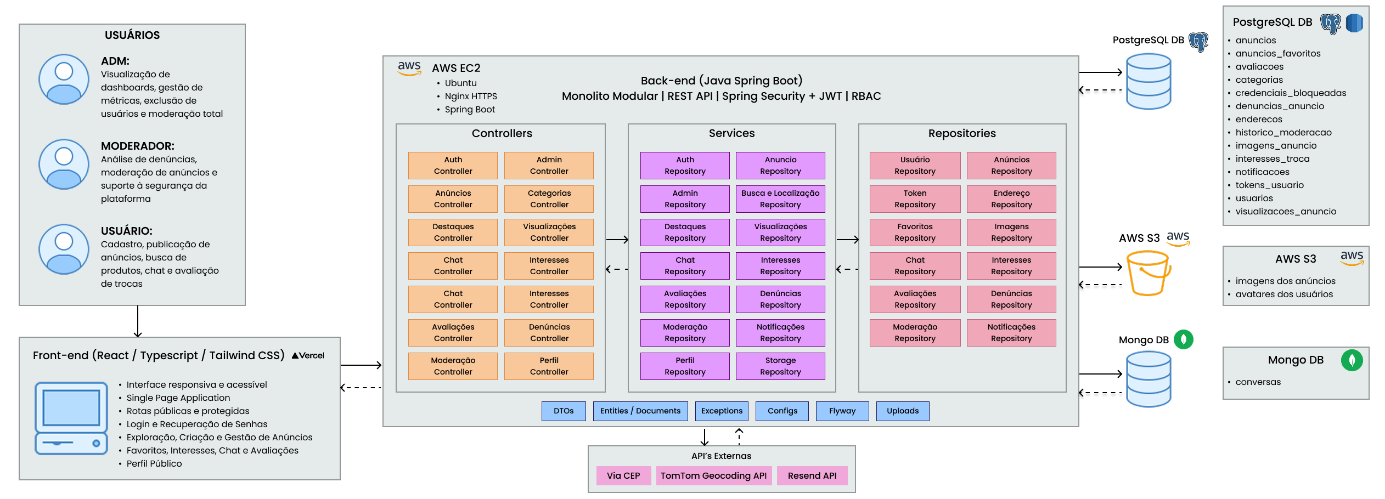 USUÁRIOS
ADM:
Visualização de
dashboards, gestão de
métricas, exclusão de
usuários e moderação total
MODERADOR:
Análise de denúncias,
moderação de anúncios e
suporte à segurança da
plataforma
USUÁRIO:
Cadastro, publicação de
anúncios, busca de
produtos, chat e avaliação
de trocas
Front-end (React / Typescript / Tailwind CSS) Vercel
• Interface responsiva e acessível
• Single Page Application
• Rotas públicas e protegidas
• Login e Recuperação de Senhas
• Exploração, Criação e Gestão de Anúncios
• Favoritos, Interesses, Chat e Avaliações
• Perfil Público
aws AWS EC2
• Ubuntu
• Nginx HTTPS
• Spring Boot
Back-end (Java Spring Boot)
Monolito Modular | REST API | Spring Security + JWT | RBAC
Controllers
Auth
Controller
Admin
Controller
Anúncios
Controller
Categorias
Controller
Destaques
Controller
Visualizações
Controller
Chat
Controller
Interesses
Controller
Chat
Controller
Interesses
Controller
Avaliações
Controller
Denúncias
Controller
Moderação
Controller
Perfil
Controller
Services
Auth
Repository
Anuncio
Repository
Admin
Repository
Busca e Localização
Repository
Destaques
Repository
Visualizações
Repository
Chat
Repository
Interesses
Repository
Avaliações
Repository
Denúncias
Repository
Moderação
Repository
Notificações
Repository
Perfil
Repository
Storage
Repository
Repositories
Usuário
Repository
Anúncios
Repository
Token
Repository
Endereço
Repository
Favoritos
Repository
Imagens
Repository
Chat
Repository
Interesses
Repository
Avaliações
Repository
Denúncias
Repository
Moderação
Repository
Notificações
Repository
DTOs
Entities / Documents
Exceptions
Configs
Flyway
Uploads
API's Externas
Via CEP
TomTom Geocoding API
Resend API
PostgreSQL DB
AWS S3 aws
Mongo DB
PostgreSQL DB
• anuncios
• anuncios_favoritos
• avaliacoes
• categorias
• credenciais_bloqueadas
• denuncias_anuncio
• enderecos
• historico_moderacao
• imagens_anuncio
• interesses_troca
• notificacoes
• tokens_usuario
• usuarios
• visualizacoes_anuncio
AWS S3 aws
• imagens dos anúncios
• avatares dos usuários
Mongo DB
• conversas